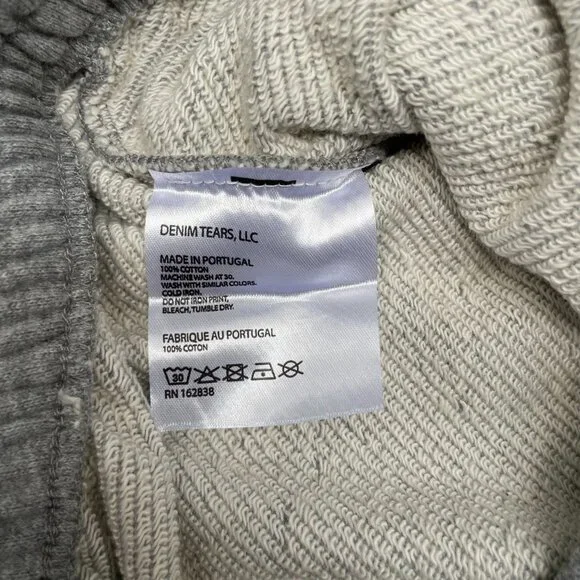 DENIM TEARS, LLC
MADE IN PORTUGAL
100% COTTON
MACHINE WASH AT 30.
WASH WITH SIMILAR COLORS.
COLD IRON,
DO NOT IRON PRINT,
BLEACH, TUMBLE DRY.
FABRIQUE AU PORTUGAL
100% COTON
30
RN 162838